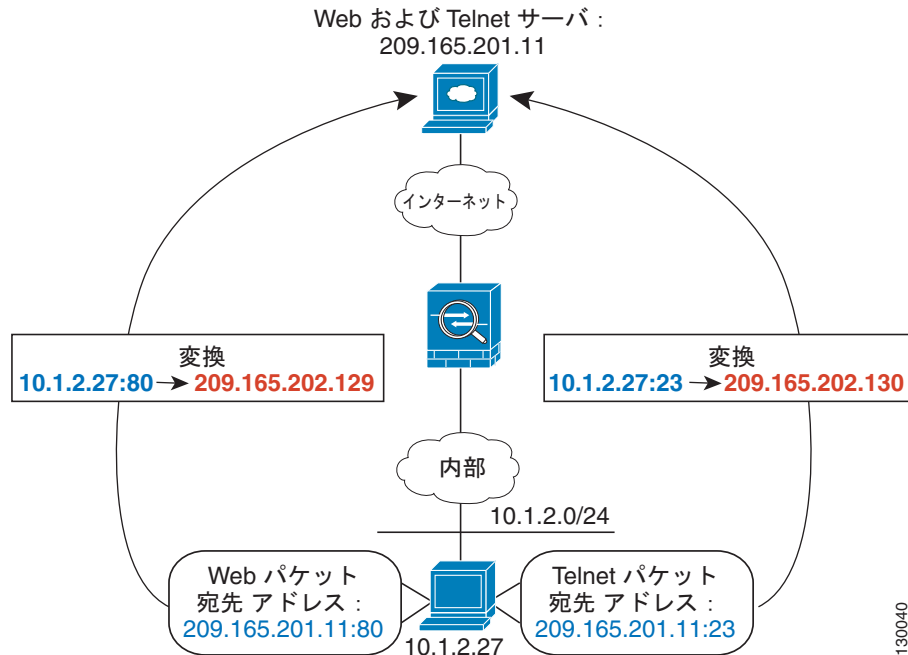 Web および Telnet サーバ：
209.165.201.11
インターネット
変換
10.1.2.27:80 → 209.165.202.129
変換
10.1.2.27:23 → 209.165.202.130
内部
10.1.2.0/24
Web パケット
宛先 アドレス：
209.165.201.11:80
Telnet パケット
宛先 アドレス：
209.165.201.11:23
10.1.2.27
130040